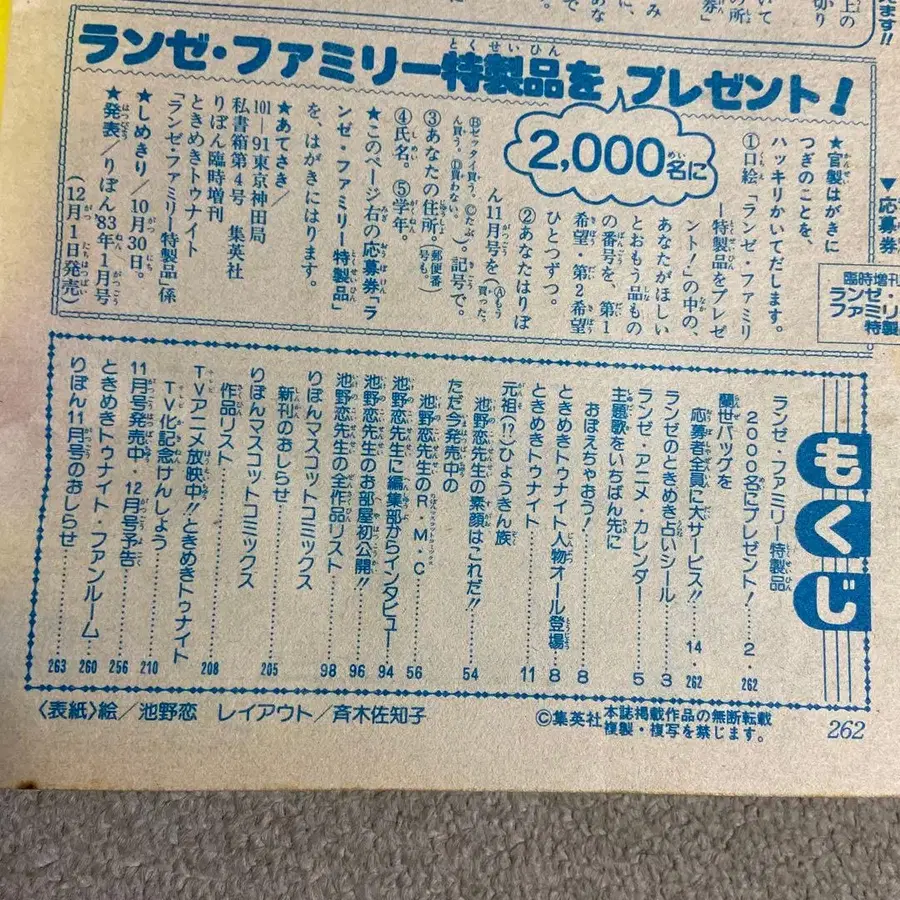 ランゼ・ファミリー特製品を プレゼント!
2,000名に
★官製はがきに
つぎのことを、
ハッキリかいてだします。
①口絵「ランゼ・ファミリ
ー特製品をプレゼ
ント!」の中の、
あなたがほしい
とおもう品もの
の番号を、第1
希望・第2希望
ひとつずつ。
②あなたはりぼ
ん11月号を(Ⓐもう買った。
Ⓑゼッタイ買う。Ⓒたぶ
ん買う。Ⓓ買わない。)。記号で。
③あなたの住所。(郵便番号も。)
④氏名。⑤学年。
★このページ右の応募券「ラ
ンゼ・ファミリー特製品」
を、はがきにはります。
★あてさき/
101-91東京神田局
私書箱第4号 集英社
りぼん臨時増刊
ときめきトゥナイト
「ランゼ・ファミリー特製品」係
★しめきり/10月30日。
★発表/りぼん'83年1月号
(12月1日発売)
▼応募券
臨時増刊
ランゼ・
ファミリ
特製
もくじ
ランゼ・ファミリー特製品
2000名にプレゼント!…2・262
蘭世バッグを
応募者全員に大サービス!!…14・262
ランゼのときめき占いシール…3
ランゼ・アニメ・カレンダー…5
主題歌をいちばん先に
おぼえちゃおう!…8
ときめきトゥナイト人物オール登場…8
ときめきトゥナイト…11
元祖!?ひょうきん族
池野恋先生の素顔はこれだ!!…54
ただ今発売中の
池野恋先生のR・M・C…56
池野恋先生に編集部からインタビュー…94
池野恋先生のお部屋初公開!!…96
池野恋先生の全作品リスト…98
りぼんマスコットコミックス
新刊のおしらせ…205
りぼんマスコットコミックス
作品リスト…208
TVアニメ放映中!!ときめきトゥナイト
TV化記念けんしょう…210
11月号発売中・12月号予告…256
ときめきトゥナイト・ファンルーム…260
りぼん11月号のおしらせ…263
〈表紙〉絵/池野恋 レイアウト/斉木佐知子
©集英社 本誌掲載作品の無断転載
複製・複写を禁じます。
262